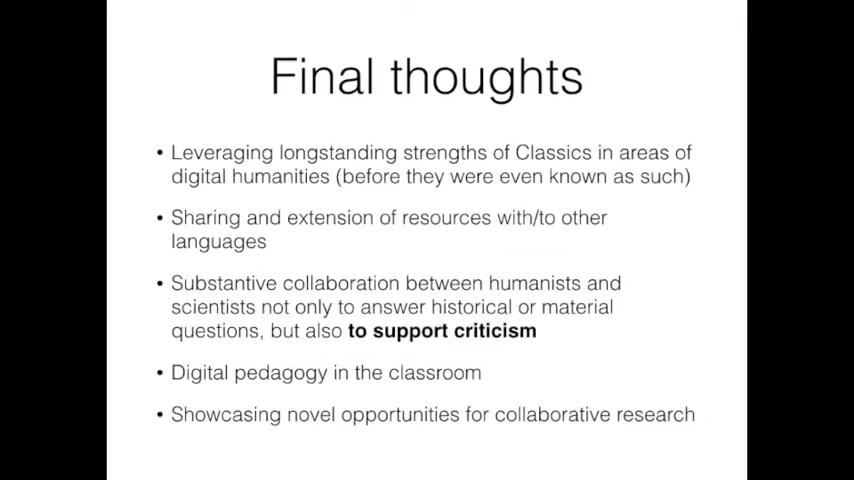 Final thoughts
• Leveraging longstanding strengths of Classics in areas of
digital humanities (before they were even known as such)
• Sharing and extension of resources with/to other
languages
• Substantive collaboration between humanists and
scientists not only to answer historical or material
questions, but also to support criticism
• Digital pedagogy in the classroom
• Showcasing novel opportunities for collaborative research